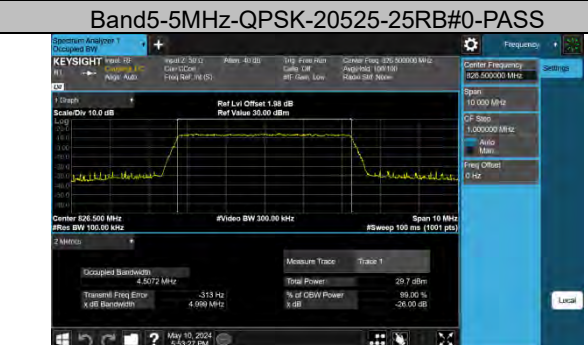 Band5-5MHz-QPSK-20525-25RB#0-PASS
Spectrum Analyzer 1
Occupied BW
+
Frequency
KEYSIGHT
Input: RF
Coupling: DC
Align: Auto
Input Z: 50 Ω
Corr CCorr
Freq Ref: Int (S)
Atten: 40 dB
Trig: Free Run
Gate: Off
#IF Gain: Low
Center Freq: 826.500000 MHz
Avg|Hold: 100/100
Radio Std: None
Center Frequency
826.500000 MHz
Settings
Span
10.000 MHz
CF Step
1.000000 MHz
Auto
Man
Freq Offset
0 Hz
1 Graph
Scale/Div 10.0 dB
Ref Lvl Offset 1.98 dB
Ref Value 30.00 dBm
Log
Center 826.500 MHz
#Res BW 100.00 kHz
#Video BW 300.00 kHz
Span 10 MHz
#Sweep 100 ms (1001 pts)
2 Metrics
Measure Trace
Trace 1
Occupied Bandwidth
4.5072 MHz
Total Power
29.7 dBm
Transmit Freq Error
-313 Hz
% of OBW Power
99.00 %
x dB Bandwidth
4.999 MHz
x dB
-26.00 dB
Local
?
May 10, 2024
5:53:27 PM